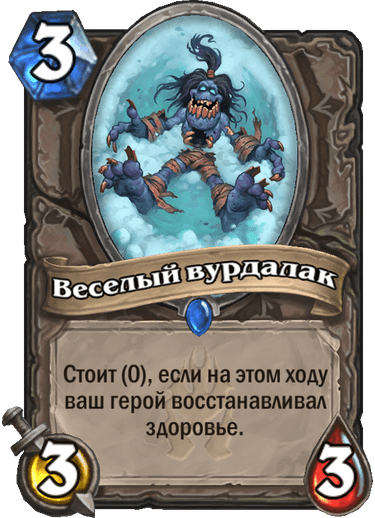 3
Веселый вурдалак
Стоит (0), если на этом ходу
ваш герой восстанавливал
здоровье.
3
3